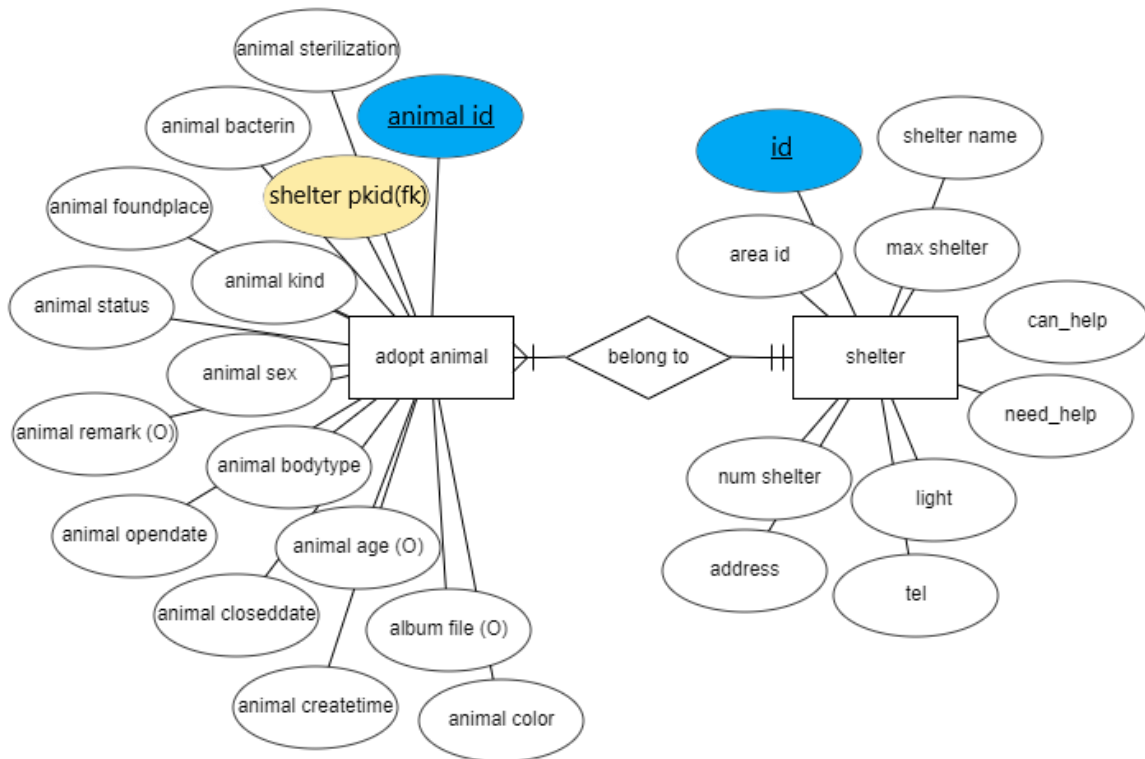 animal sterilization
animal id
animal bacterin
shelter pkid(fk)
animal foundplace
animal kind
animal status
adopt animal
animal sex
animal remark (O)
animal bodytype
animal opendate
animal age (O)
animal closeddate
album file (O)
animal createtime
animal color
belong to
id
shelter name
area id
max shelter
can_help
shelter
need_help
num shelter
light
address
tel